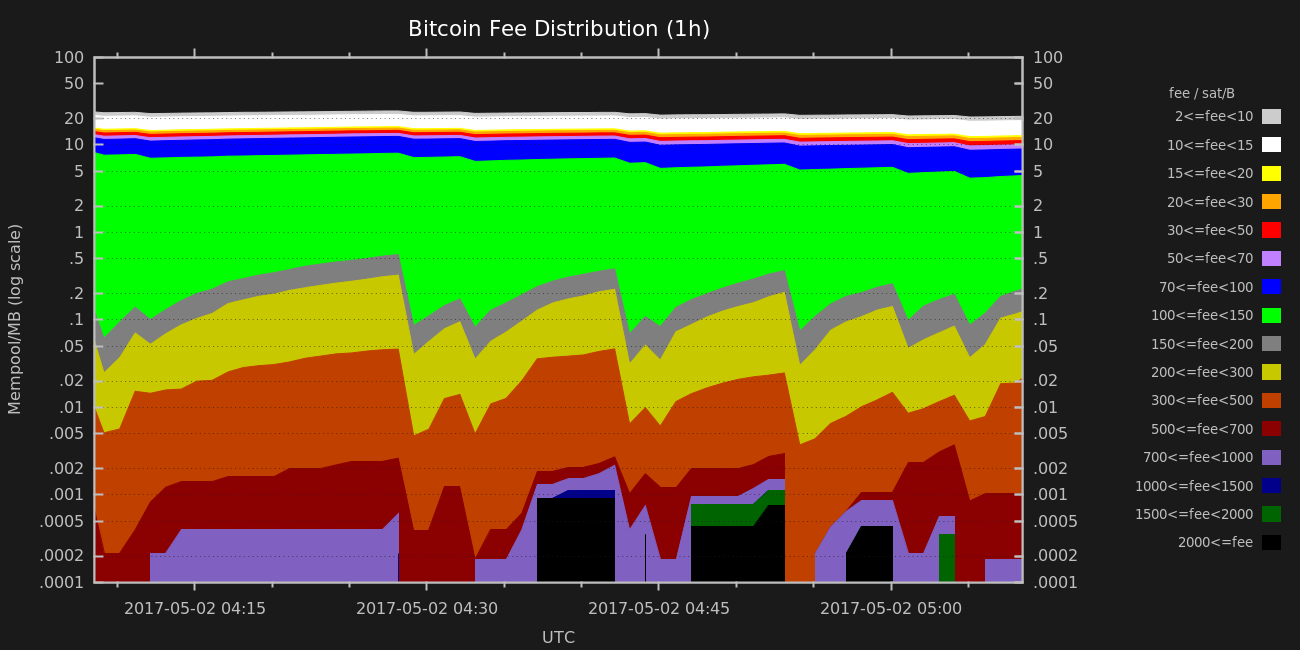 Bitcoin Fee Distribution (1h)
Mempool/MB (log scale)
100
50
20
10
5
2
1
.5
.2
.1
.05
.02
.01
.005
.002
.001
.0005
.0002
.0001
100
50
20
10
5
2
1
.5
.2
.1
.05
.02
.01
.005
.002
.001
.0005
.0002
.0001
2017-05-02 04:15
2017-05-02 04:30
2017-05-02 04:45
2017-05-02 05:00
UTC
fee / sat/B
2<=fee<10
10<=fee<15
15<=fee<20
20<=fee<30
30<=fee<50
50<=fee<70
70<=fee<100
100<=fee<150
150<=fee<200
200<=fee<300
300<=fee<500
500<=fee<700
700<=fee<1000
1000<=fee<1500
1500<=fee<2000
2000<=fee